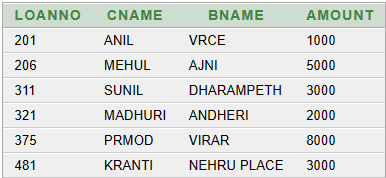 LOANNO CNAME BNAME AMOUNT
201 ANIL VRCE 1000
206 MEHUL AJNI 5000
311 SUNIL DHARAMPETH 3000
321 MADHURI ANDHERI 2000
375 PRMOD VIRAR 8000
481 KRANTI NEHRU PLACE 3000